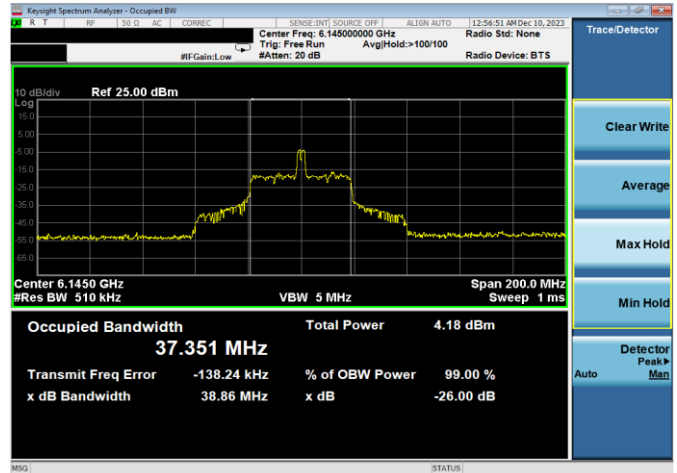 Keysight Spectrum Analyzer - Occupied BW
R T RF 50 Ω AC CORREC SENSE:INT SOURCE OFF ALIGN AUTO 12:56:51 AM Dec 10, 2023
Center Freq: 6.145000000 GHz Radio Std: None
Trig: Free Run Avg|Hold:>100/100
#IFGain:Low #Atten: 20 dB Radio Device: BTS
10 dB/div Ref 25.00 dBm
Log
15.0
5.00
-5.00
-15.0
-25.0
-35.0
-45.0
-55.0
-65.0
Center 6.1450 GHz Span 200.0 MHz
#Res BW 510 kHz VBW 5 MHz Sweep 1 ms
Occupied Bandwidth Total Power 4.18 dBm
37.351 MHz
Transmit Freq Error -138.24 kHz % of OBW Power 99.00 %
x dB Bandwidth 38.86 MHz x dB -26.00 dB
MSG STATUS
Trace/Detector
Clear Write
Average
Max Hold
Min Hold
Detector
Peak▶
Auto Man